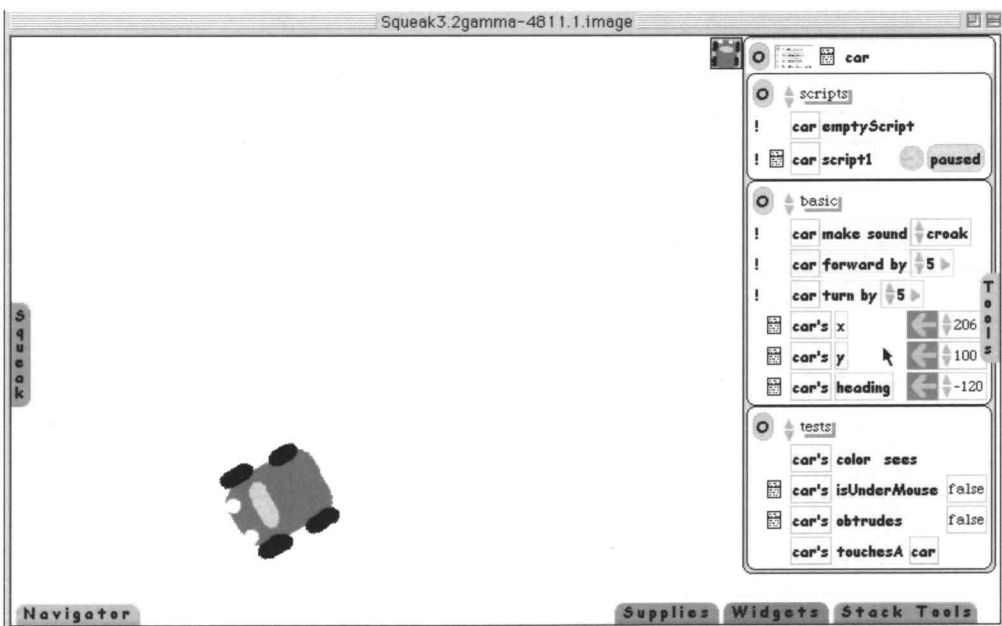 Squeak3.2gamma-4811.1.image
car
scripts
! car emptyScript
! car script1 paused
basic
! car make sound croak
! car forward by 5
! car turn by 5
car's x 206
car's y 100
car's heading -120
tests
car's color sees
car's isUnderMouse false
car's obtrudes false
car's touchesA car
Squeak
Tools
Navigator
Supplies Widgets Stack Tools